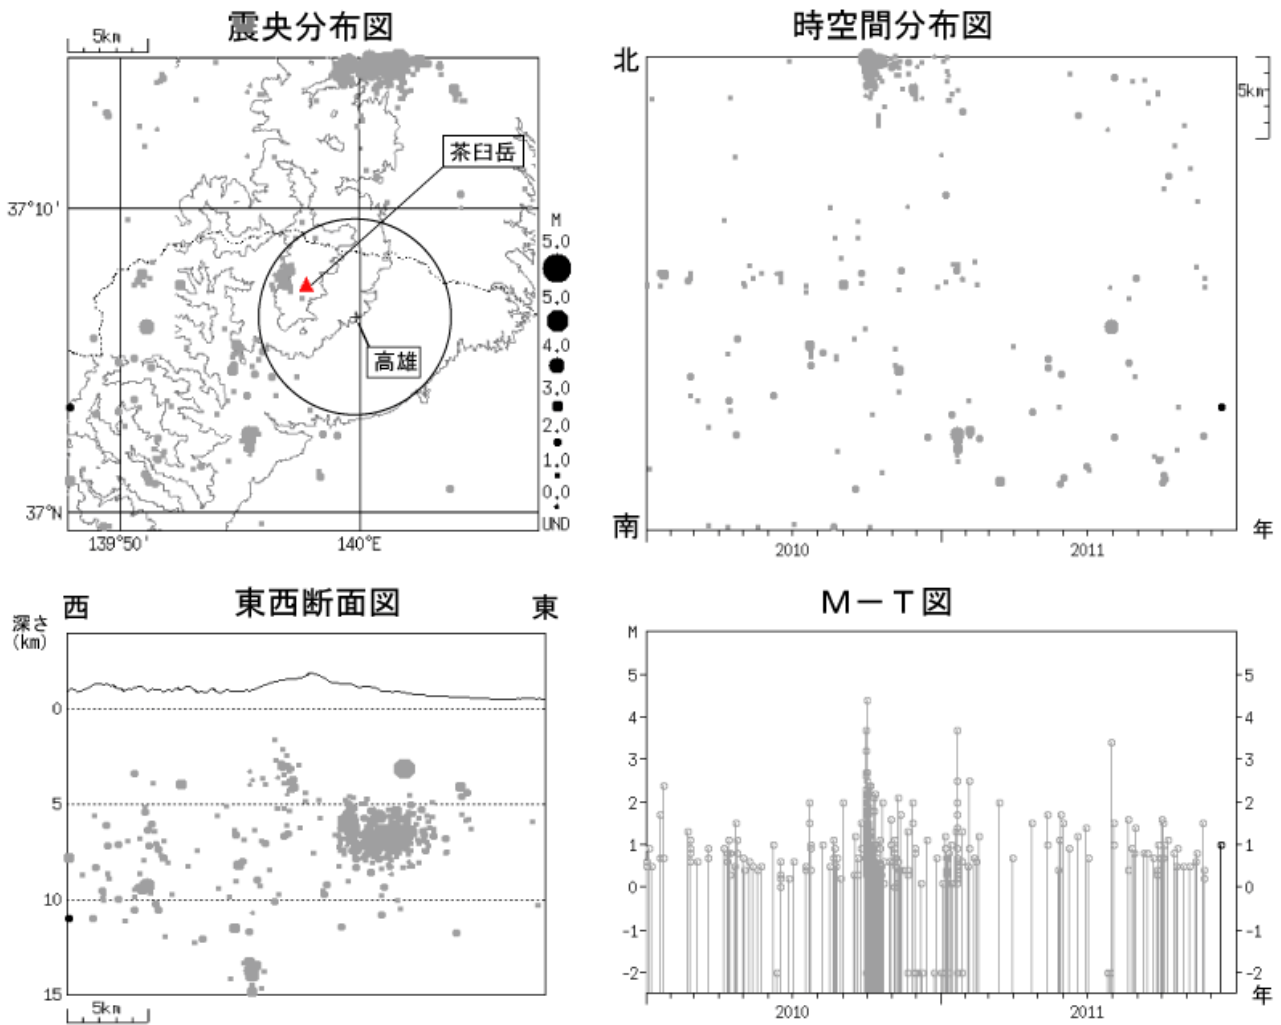 震央分布図
5km
茶臼岳
37°10'
高雄
M
5.0
5.0
4.0
3.0
2.0
1.0
0.0
UND
37°N
139°50'
140°E
時空間分布図
北
5km
南
年
2010
2011
東西断面図
西
東
深さ
(km)
0
5
10
15
5km
M－T図
M
5
4
3
2
1
0
-1
-2
5
4
3
2
1
0
-1
-2
年
2010
2011